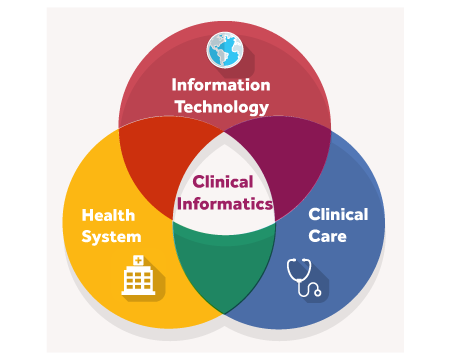 Information
Technology
Clinical
Informatics
Health
System
Clinical
Care